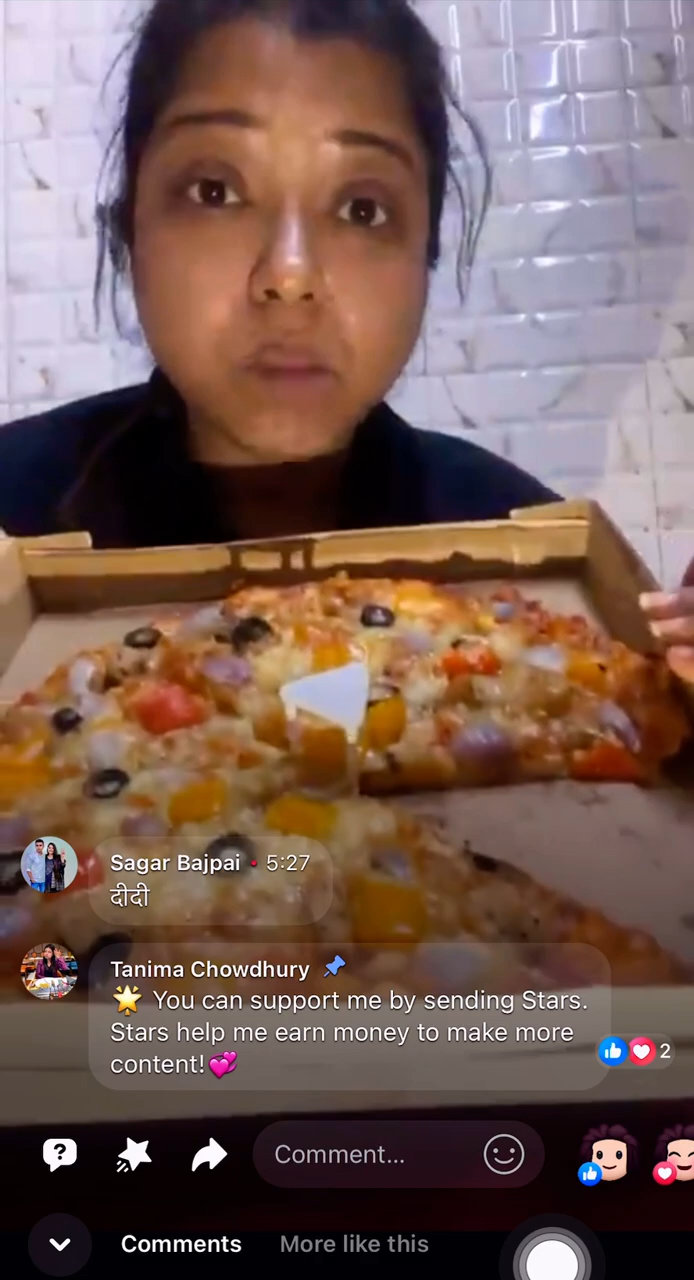 Sagar Bajpai • 5:27
दीदी
Tanima Chowdhury 📌
🌟 You can support me by sending Stars.
Stars help me earn money to make more
content!💞
2
Comment...
Comments More like this